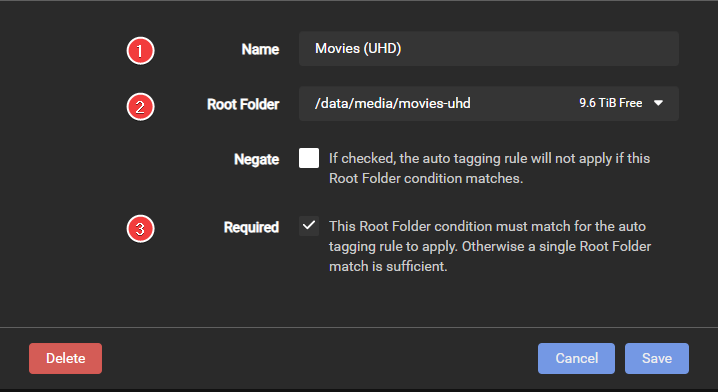 1 Name Movies (UHD)
2 Root Folder /data/media/movies-uhd 9.6 TiB Free
Negate If checked, the auto tagging rule will not apply if this
Root Folder condition matches.
3 Required This Root Folder condition must match for the auto
tagging rule to apply. Otherwise a single Root Folder
match is sufficient.
Delete Cancel Save